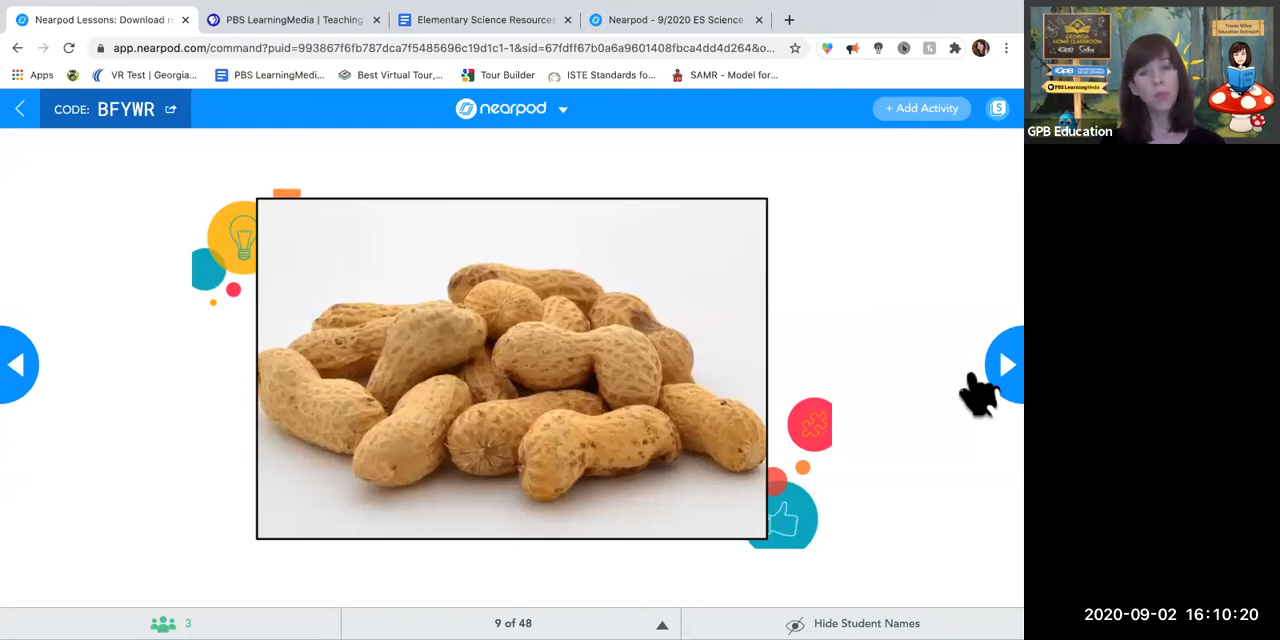 Nearpod Lessons: Download re
PBS LearningMedia | Teaching
Elementary Science Resources
Nearpod - 9/2020 ES Science
app.nearpod.com/command?puid=993867f6fb787dca7f5485696c19d1c1-1&sid=67fdff67b0a6a9601408fbca4dd4d264&o...
Apps
VR Test | Georgia...
PBS LearningMedi...
Best Virtual Tour,...
Tour Builder
ISTE Standards fo...
SAMR - Model for...
CODE: BFYWR
nearpod
+ Add Activity
S
GPB Education
3
9 of 48
Hide Student Names
2020-09-02 16:10:20